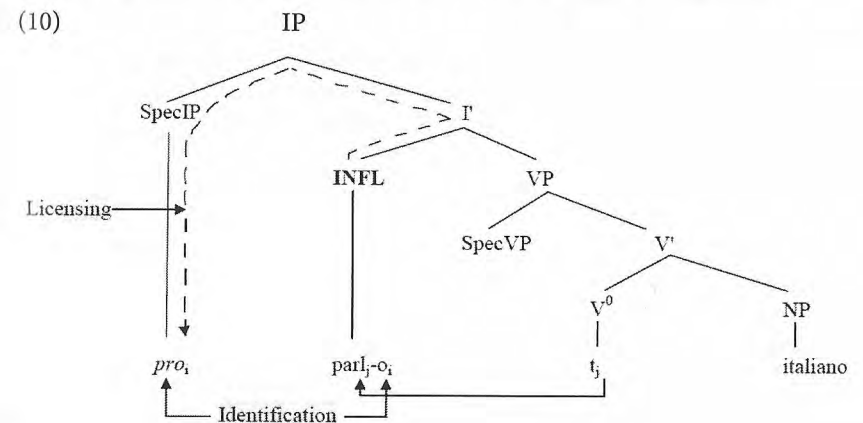 (10) IP
SpecIP I'
INFL VP
Licensing
SpecVP V'
V⁰ NP
proᵢ parlⱼ-oᵢ tⱼ italiano
Identification